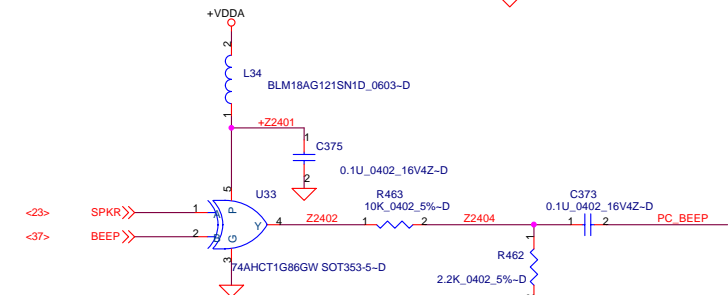 +VDDA
2
L34
BLM18AG121SN1D_0603~D
1
+Z2401
1
C375
2
0.1U_0402_16V4Z~D
5
U33
R463
10K_0402_5%~D
C373
0.1U_0402_16V4Z~D
<23> SPKR 1 A P
4 Z2402 1 2 Z2404 1 2 PC_BEEP
Y
<37> BEEP 2 B G
3
74AHCT1G86GW SOT353-5~D
1
R462
2.2K_0402_5%~D